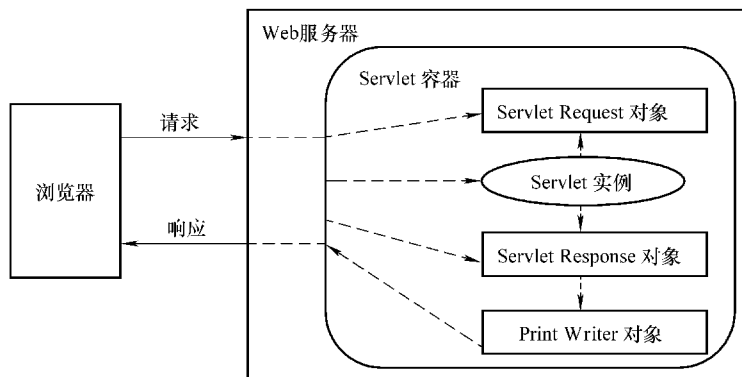 Web服务器
Servlet 容器
Servlet Request 对象
请求
Servlet 实例
浏览器
响应
Servlet Response 对象
Print Writer 对象